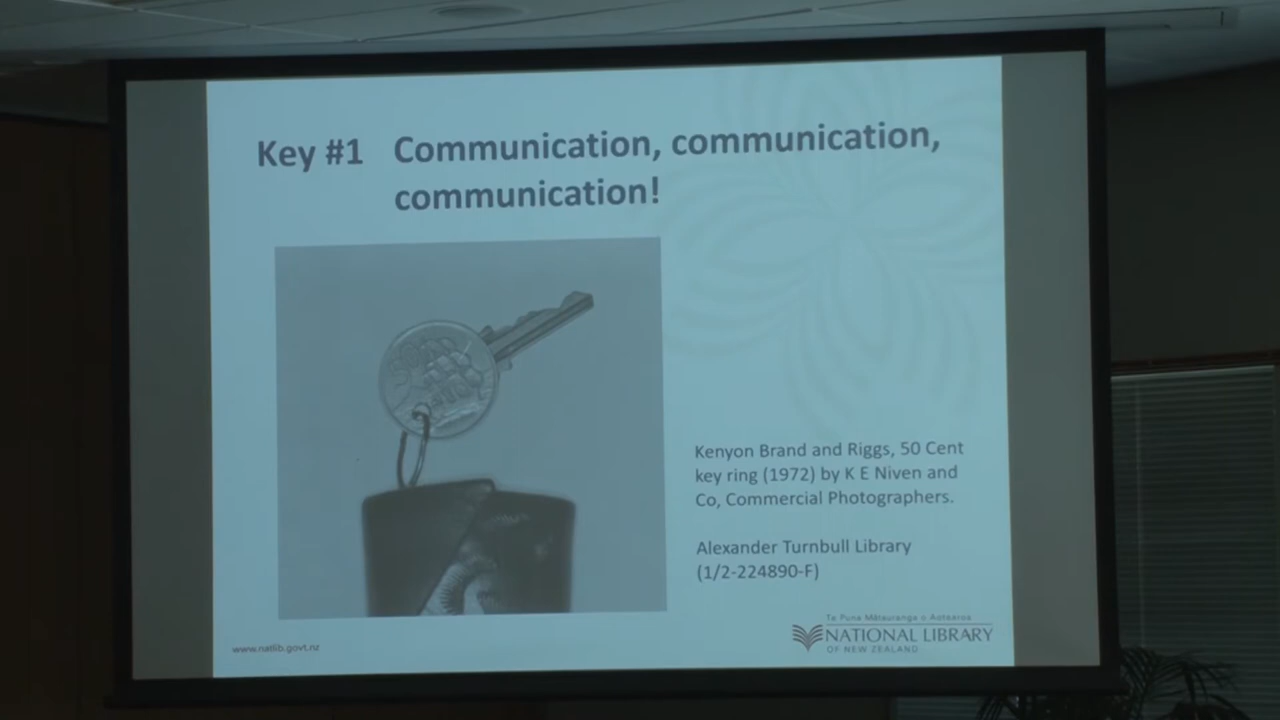 Key #1 Communication, communication,
communication!
Kenyon Brand and Riggs, 50 Cent
key ring (1972) by K E Niven and
Co, Commercial Photographers.
Alexander Turnbull Library
(1/2-224890-F)
www.natlib.govt.nz
Te Puna Mātauranga o Aotearoa
NATIONAL LIBRARY
OF NEW ZEALAND